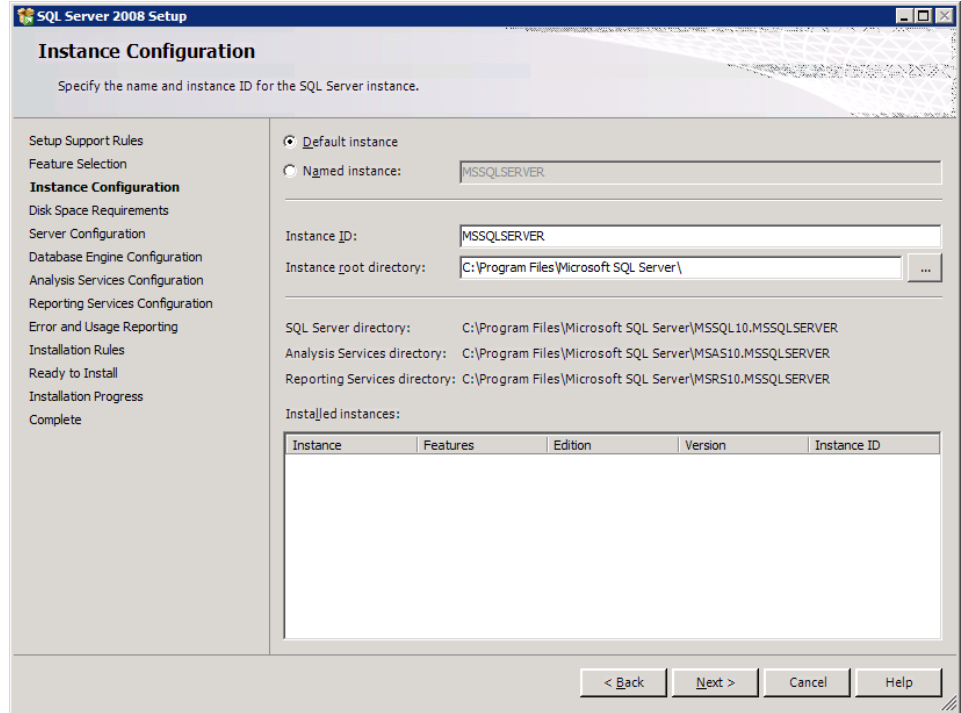 SQL Server 2008 Setup
Instance Configuration
Specify the name and instance ID for the SQL Server instance.
Setup Support Rules
Feature Selection
Instance Configuration
Disk Space Requirements
Server Configuration
Database Engine Configuration
Analysis Services Configuration
Reporting Services Configuration
Error and Usage Reporting
Installation Rules
Ready to Install
Installation Progress
Complete
Default instance
Named instance: MSSQLSERVER
Instance ID: MSSQLSERVER
Instance root directory: C:\Program Files\Microsoft SQL Server\ ...
SQL Server directory: C:\Program Files\Microsoft SQL Server\MSSQL10.MSSQLSERVER
Analysis Services directory: C:\Program Files\Microsoft SQL Server\MSAS10.MSSQLSERVER
Reporting Services directory: C:\Program Files\Microsoft SQL Server\MSRS10.MSSQLSERVER
Installed instances:
Instance Features Edition Version Instance ID
< Back Next > Cancel Help